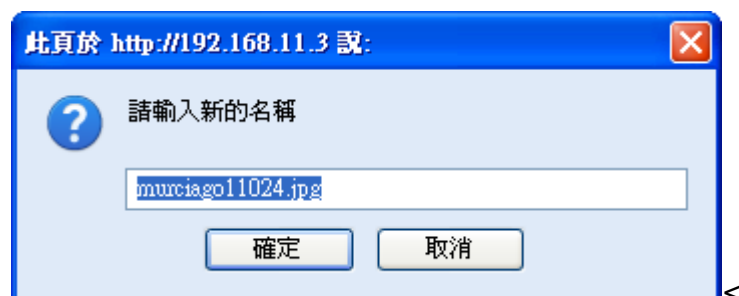 此頁於 http://192.168.11.3 說:
請輸入新的名稱
murciago11024.jpg
確定 取消
<